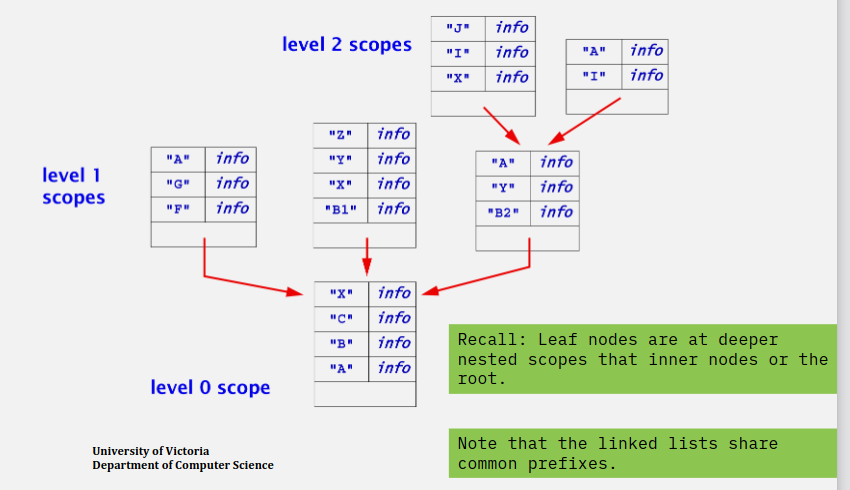 level 2 scopes
"J" info
"I" info
"X" info
"A" info
"I" info
level 1
scopes
"A" info
"G" info
"F" info
"Z" info
"Y" info
"X" info
"B1" info
"A" info
"Y" info
"B2" info
level 0 scope
"X" info
"C" info
"B" info
"A" info
Recall: Leaf nodes are at deeper
nested scopes that inner nodes or the
root.
Note that the linked lists share
common prefixes.
University of Victoria
Department of Computer Science